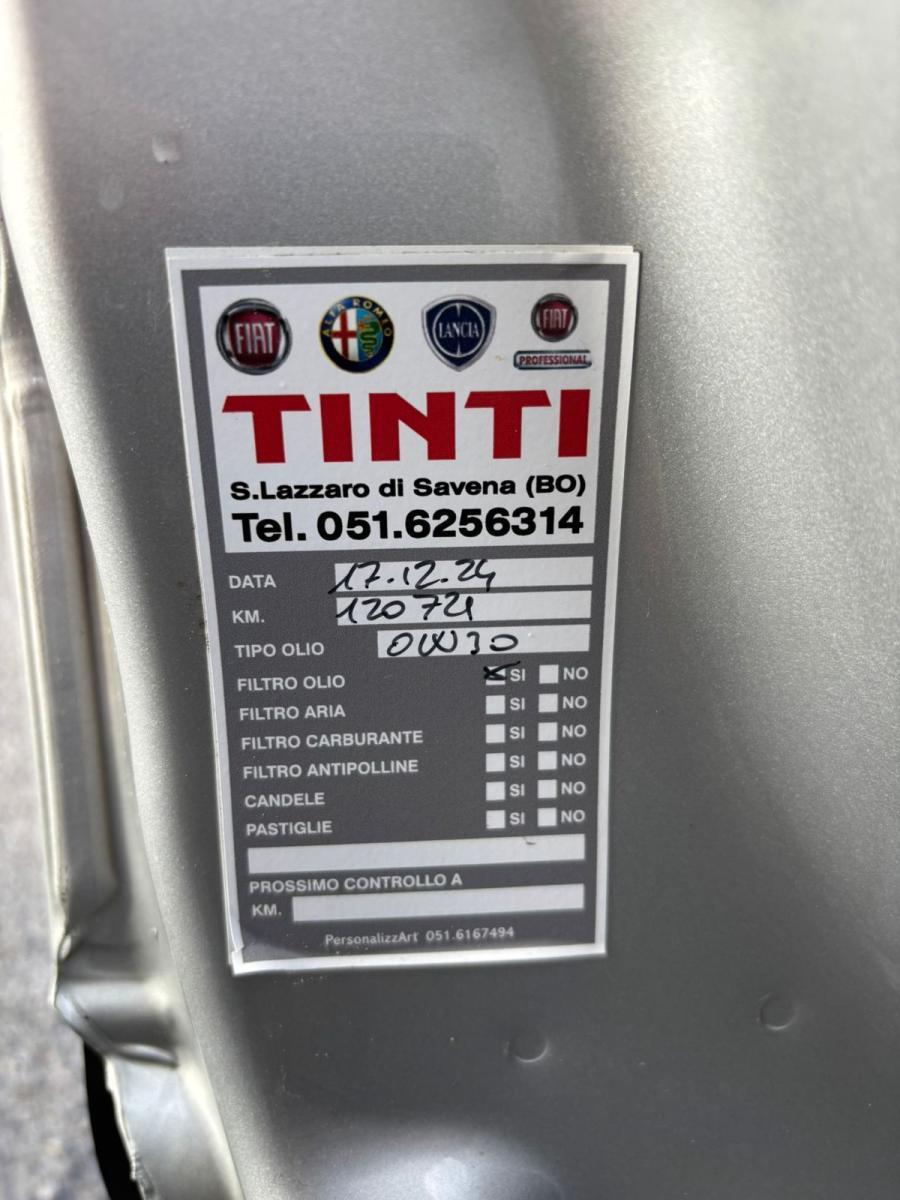 FIAT ALFA ROMEO LANCIA FIAT
PROFESSIONAL
TINTI
S.Lazzaro di Savena (BO)
Tel. 051.6256314
DATA 17.12.24
KM. 120721
TIPO OLIO 0W30
FILTRO OLIO SI NO
FILTRO ARIA SI NO
FILTRO CARBURANTE SI NO
FILTRO ANTIPOLLINE SI NO
CANDELE SI NO
PASTIGLIE SI NO
PROSSIMO CONTROLLO A
KM.
PersonalizzArt 051.6167494